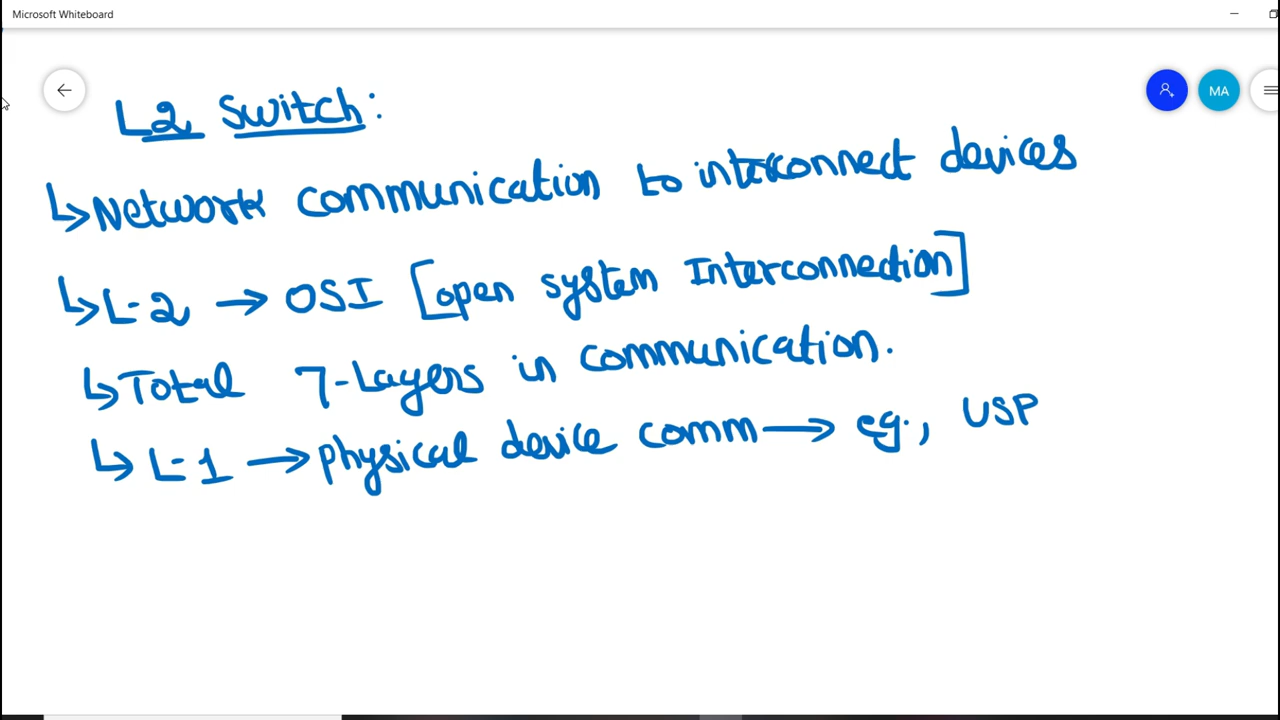 Microsoft Whiteboard
MA
L2 Switch:
↳Network communication to interconnect devices
↳L-2 → OSI [open system Interconnection]
↳Total 7-Layers in communication.
↳L-1 → physical device comm → eg., USP